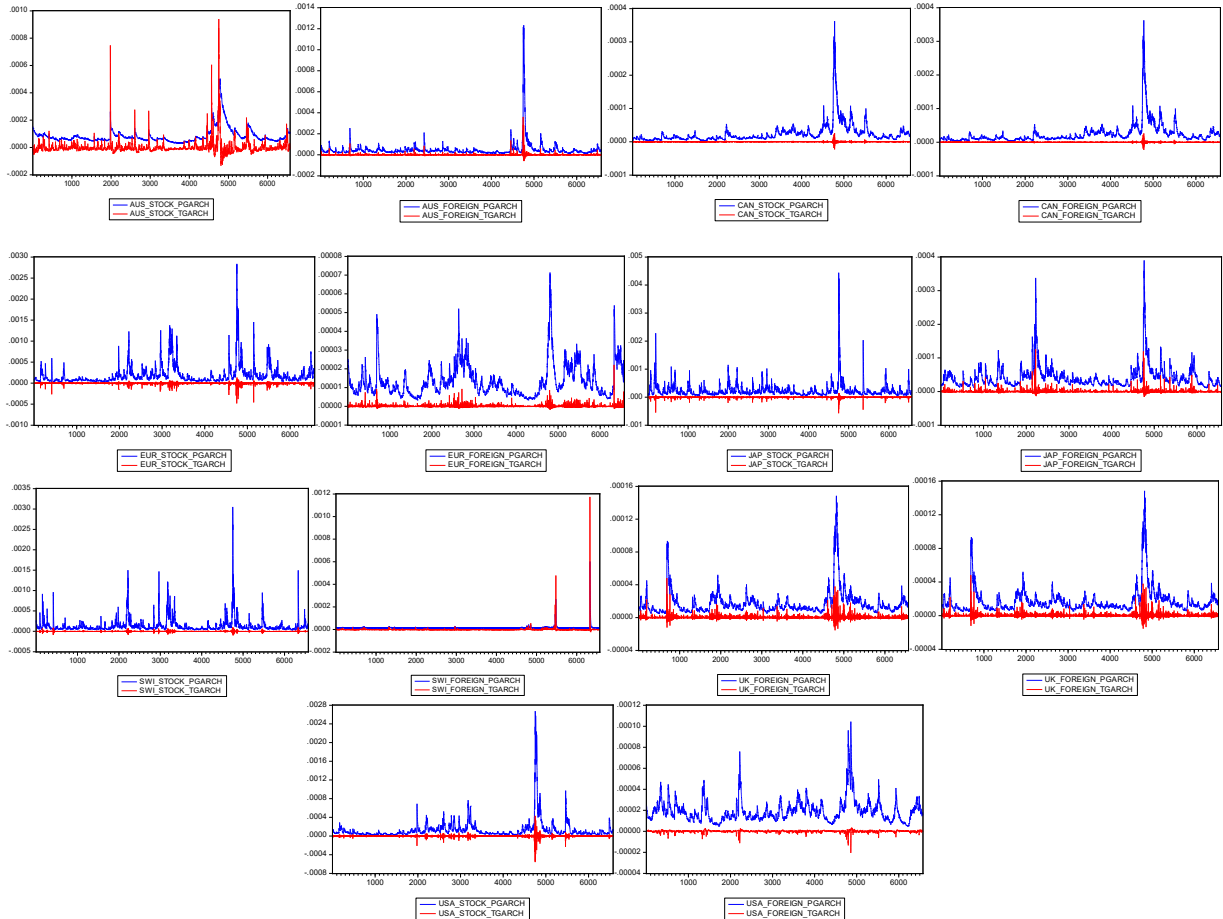 .0010
.0008
.0006
.0004
.0002
.0000
-.0002
1000 2000 3000 4000 5000 6000
AUS_STOCK_PGARCH
AUS_STOCK_TGARCH
.0014
.0012
.0010
.0008
.0006
.0004
.0002
.0000
-.0002
1000 2000 3000 4000 5000 6000
AUS_FOREIGN_PGARCH
AUS_FOREIGN_TGARCH
.0004
.0003
.0002
.0001
.0000
-.0001
1000 2000 3000 4000 5000 6000
CAN_STOCK_PGARCH
CAN_STOCK_TGARCH
.0004
.0003
.0002
.0001
.0000
-.0001
1000 2000 3000 4000 5000 6000
CAN_FOREIGN_PGARCH
CAN_FOREIGN_TGARCH
.0030
.0025
.0020
.0015
.0010
.0005
.0000
-.0005
-.0010
1000 2000 3000 4000 5000 6000
EUR_STOCK_PGARCH
EUR_STOCK_TGARCH
.00008
.00007
.00006
.00005
.00004
.00003
.00002
.00001
.00000
-.00001
1000 2000 3000 4000 5000 6000
EUR_FOREIGN_PGARCH
EUR_FOREIGN_TGARCH
.005
.004
.003
.002
.001
.000
-.001
1000 2000 3000 4000 5000 6000
JAP_STOCK_PGARCH
JAP_STOCK_TGARCH
.0004
.0003
.0002
.0001
.0000
-.0001
1000 2000 3000 4000 5000 6000
JAP_FOREIGN_PGARCH
JAP_FOREIGN_TGARCH
.0035
.0030
.0025
.0020
.0015
.0010
.0005
.0000
-.0005
1000 2000 3000 4000 5000 6000
SWI_STOCK_PGARCH
SWI_STOCK_TGARCH
.0012
.0010
.0008
.0006
.0004
.0002
.0000
-.0002
1000 2000 3000 4000 5000 6000
SWI_FOREIGN_PGARCH
SWI_FOREIGN_TGARCH
.00016
.00012
.00008
.00004
.00000
-.00004
1000 2000 3000 4000 5000 6000
UK_FOREIGN_PGARCH
UK_FOREIGN_TGARCH
.00016
.00012
.00008
.00004
.00000
-.00004
1000 2000 3000 4000 5000 6000
UK_FOREIGN_PGARCH
UK_FOREIGN_TGARCH
.0028
.0024
.0020
.0016
.0012
.0008
.0004
.0000
-.0004
-.0008
1000 2000 3000 4000 5000 6000
USA_STOCK_PGARCH
USA_STOCK_TGARCH
.00012
.00010
.00008
.00006
.00004
.00002
.00000
-.00002
-.00004
1000 2000 3000 4000 5000 6000
USA_FOREIGN_PGARCH
USA_FOREIGN_TGARCH